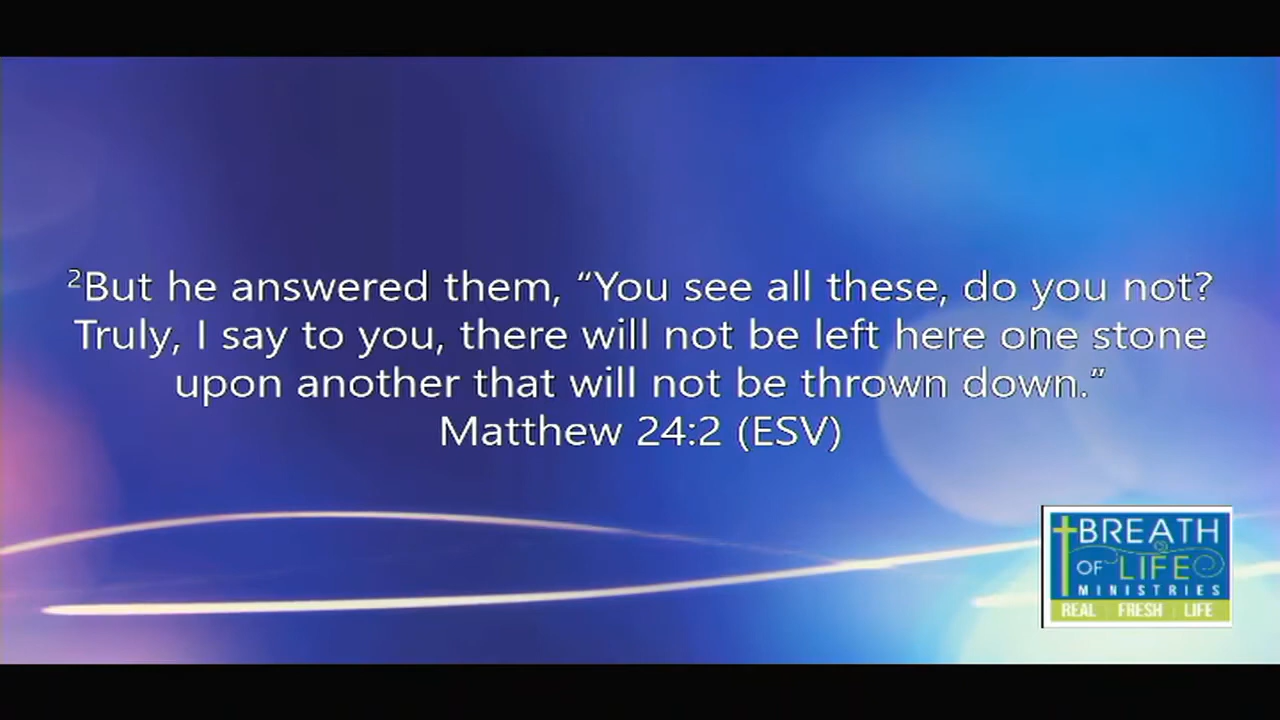 ²But he answered them, “You see all these, do you not?
Truly, I say to you, there will not be left here one stone
upon another that will not be thrown down.”
Matthew 24:2 (ESV)
BREATH
OF LIFE
MINISTRIES
REAL FRESH LIFE